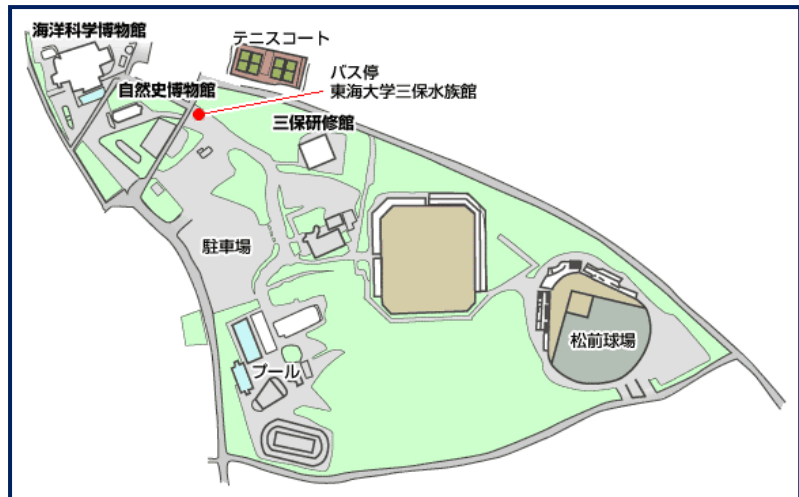 海洋科学博物館
テニスコート
バス停
東海大学三保水族館
自然史博物館
三保研修館
駐車場
松前球場
プール